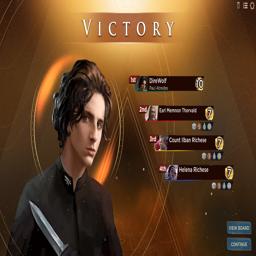 VICTORY
1st
DireWolf
10
Paul Atreides
2nd
Earl Memnon Thorvald
3rd
Count Ilban Richese
4th
Helena Richese
VIEW BOARD
CONTINUE